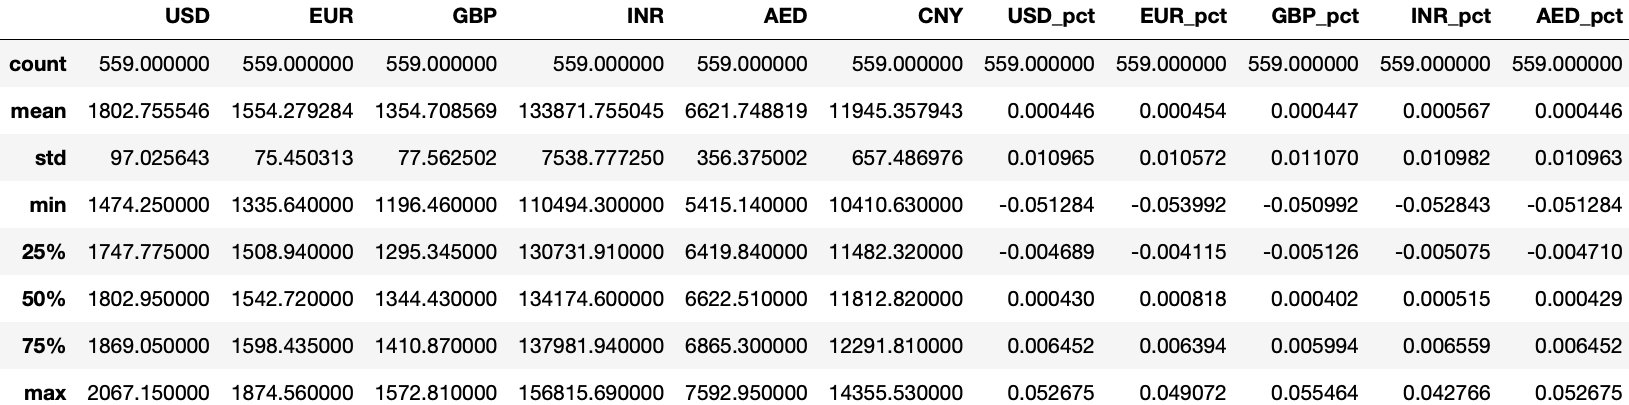 USD EUR GBP INR AED CNY USD_pct EUR_pct GBP_pct INR_pct AED_pct
count 559.000000 559.000000 559.000000 559.000000 559.000000 559.000000 559.000000 559.000000 559.000000 559.000000 559.000000
mean 1802.755546 1554.279284 1354.708569 133871.755045 6621.748819 11945.357943 0.000446 0.000454 0.000447 0.000567 0.000446
std 97.025643 75.450313 77.562502 7538.777250 356.375002 657.486976 0.010965 0.010572 0.011070 0.010982 0.010963
min 1474.250000 1335.640000 1196.460000 110494.300000 5415.140000 10410.630000 -0.051284 -0.053992 -0.050992 -0.052843 -0.051284
25% 1747.775000 1508.940000 1295.345000 130731.910000 6419.840000 11482.320000 -0.004689 -0.004115 -0.005126 -0.005075 -0.004710
50% 1802.950000 1542.720000 1344.430000 134174.600000 6622.510000 11812.820000 0.000430 0.000818 0.000402 0.000515 0.000429
75% 1869.050000 1598.435000 1410.870000 137981.940000 6865.300000 12291.810000 0.006452 0.006394 0.005994 0.006559 0.006452
max 2067.150000 1874.560000 1572.810000 156815.690000 7592.950000 14355.530000 0.052675 0.049072 0.055464 0.042766 0.052675